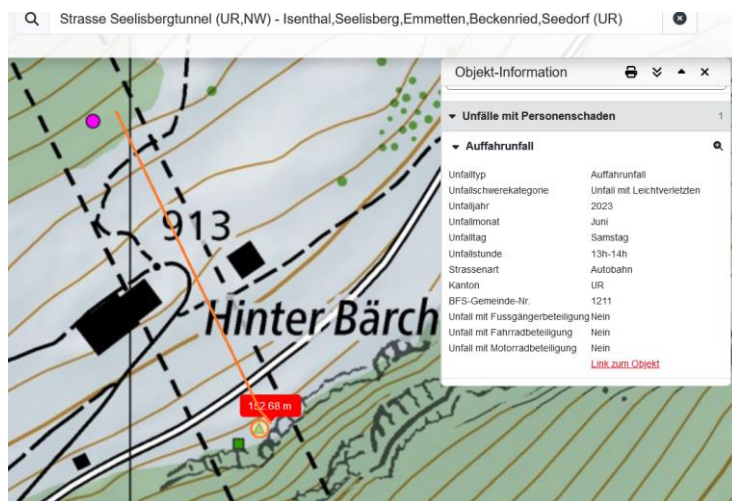 Strasse Seelisbergtunnel (UR,NW) - Isenthal,Seelisberg,Emmetten,Beckenried,Seedorf (UR)
Objekt-Information
Unfälle mit Personenschaden 1
Auffahrunfall
Unfalltyp Auffahrunfall
Unfallschwerekategorie Unfall mit Leichtverletzten
Unfalljahr 2023
Unfallmonat Juni
Unfalltag Samstag
Unfallstunde 13h-14h
Strassenart Autobahn
Kanton UR
BFS-Gemeinde-Nr. 1211
Unfall mit Fussgängerbeteiligung Nein
Unfall mit Fahrradbeteiligung Nein
Unfall mit Motorradbeteiligung Nein
Link zum Objekt
913
Hinter Bärch
152.68 m